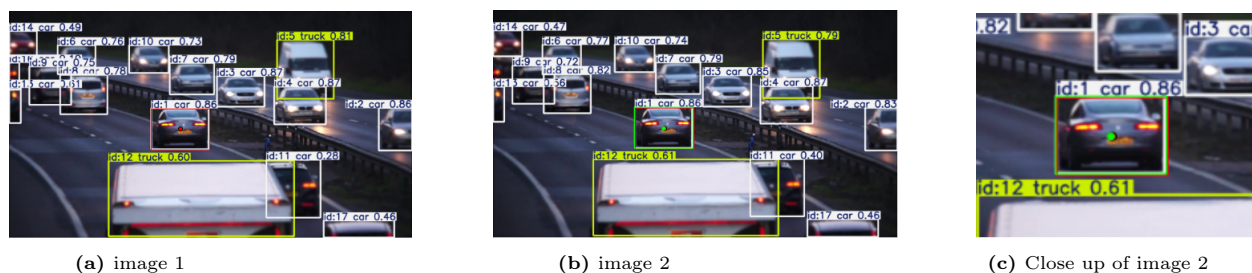 id:14 car 0.49
id:6 car 0.76
id:10 car 0.73
id:5 truck 0.81
id:9 car 0.75
id:8 car 0.78
id:7 car 0.79
id:3 car 0.87
id:13 car 0.61
id:4 car 0.87
id:1 car 0.86
id:2 car 0.86
id:12 truck 0.60
id:11 car 0.28
id:17 car 0.46
(a) image 1
id:14 car 0.47
id:6 car 0.77
id:10 car 0.74
id:5 truck 0.79
id:9 car 0.72
id:8 car 0.82
id:7 car 0.79
id:3 car 0.85
id:13 car 0.56
id:4 car 0.87
id:1 car 0.86
id:2 car 0.83
id:12 truck 0.61
id:11 car 0.40
id:17 car 0.46
(b) image 2
0.82
id:3 ca
id:1 car 0.86
id:12 truck 0.61
(c) Close up of image 2